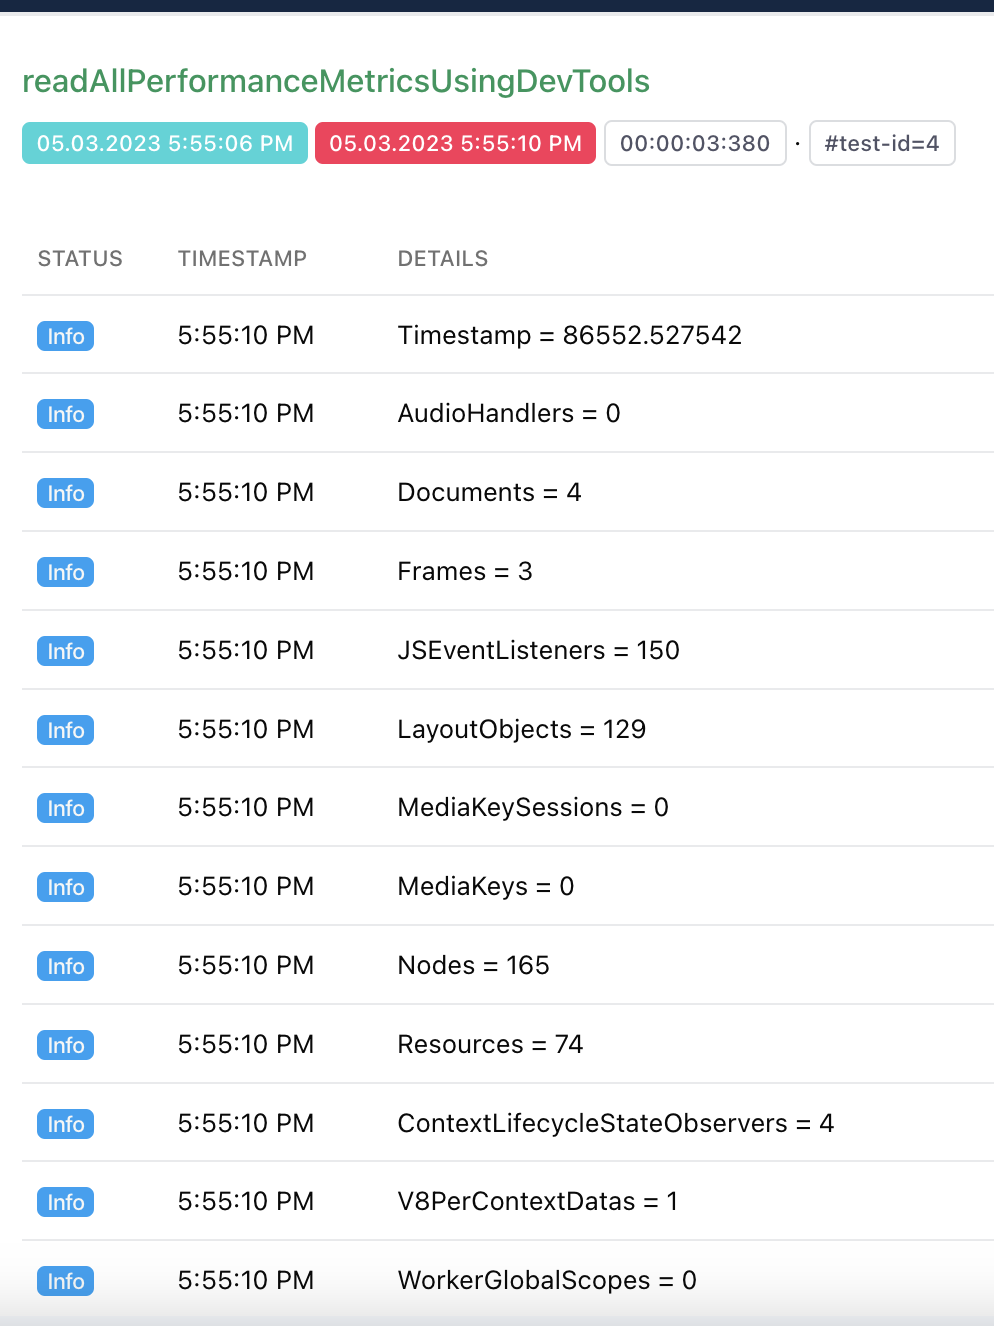 readAllPerformanceMetricsUsingDevTools
05.03.2023 5:55:06 PM 05.03.2023 5:55:10 PM 00:00:03:380 · #test-id=4
STATUS TIMESTAMP DETAILS
Info 5:55:10 PM Timestamp = 86552.527542
Info 5:55:10 PM AudioHandlers = 0
Info 5:55:10 PM Documents = 4
Info 5:55:10 PM Frames = 3
Info 5:55:10 PM JSEventListeners = 150
Info 5:55:10 PM LayoutObjects = 129
Info 5:55:10 PM MediaKeySessions = 0
Info 5:55:10 PM MediaKeys = 0
Info 5:55:10 PM Nodes = 165
Info 5:55:10 PM Resources = 74
Info 5:55:10 PM ContextLifecycleStateObservers = 4
Info 5:55:10 PM V8PerContextDatas = 1
Info 5:55:10 PM WorkerGlobalScopes = 0